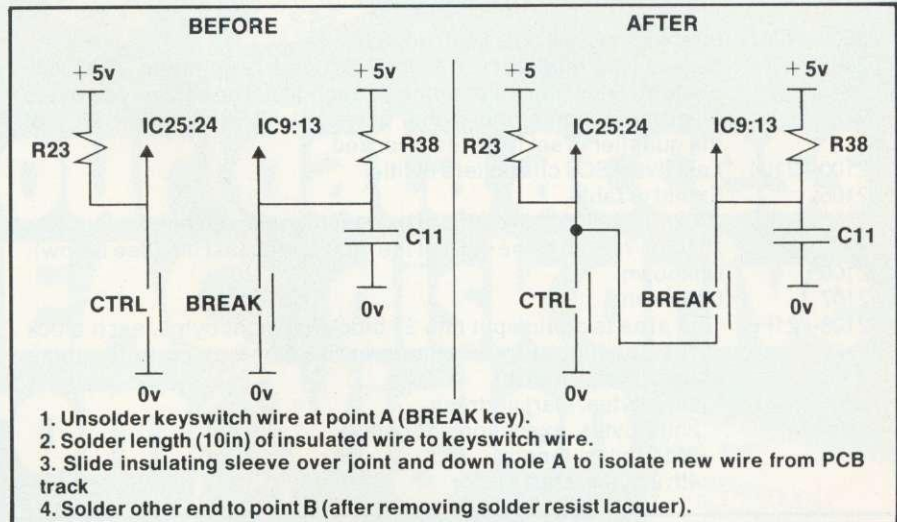 BEFORE
AFTER
+ 5v
+ 5v
+ 5
+ 5v
R23
IC25:24
IC9:13
R38
R23
IC25:24
IC9:13
R38
C11
C11
CTRL
BREAK
0v
CTRL
BREAK
0v
0v
0v
0v
1. Unsolder keyswitch wire at point A (BREAK key).
2. Solder length (10in) of insulated wire to keyswitch wire.
3. Slide insulating sleeve over joint and down hole A to isolate new wire from PCB
track
4. Solder other end to point B (after removing solder resist lacquer).